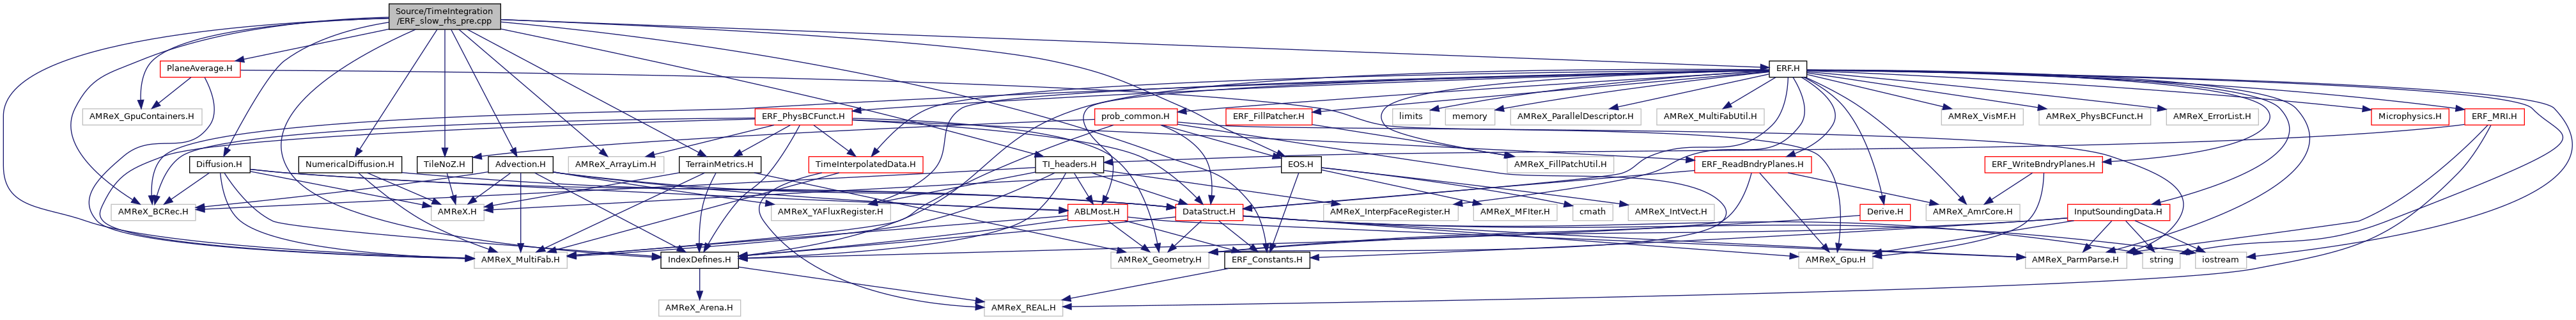 Source/TimeIntegration
/ERF_slow_rhs_pre.cpp
ERF.H
PlaneAverage.H
AMReX_GpuContainers.H
ERF_PhysBCFunct.H
prob_common.H
ERF_FillPatcher.H
limits
memory
AMReX_ParallelDescriptor.H
AMReX_MultiFabUtil.H
AMReX_VisMF.H
AMReX_PhysBCFunct.H
AMReX_ErrorList.H
Microphysics.H
ERF_MRI.H
Diffusion.H
NumericalDiffusion.H
TileNoZ.H
Advection.H
AMReX_ArrayLim.H
TerrainMetrics.H
TimeInterpolatedData.H
TI_headers.H
EOS.H
AMReX_FillPatchUtil.H
ERF_ReadBndryPlanes.H
ERF_WriteBndryPlanes.H
AMReX_BCRec.H
AMReX.H
AMReX_YAFluxRegister.H
ABLMost.H
DataStruct.H
AMReX_InterpFaceRegister.H
AMReX_MFIter.H
cmath
AMReX_IntVect.H
Derive.H
AMReX_AmrCore.H
InputSoundingData.H
AMReX_MultiFab.H
IndexDefines.H
AMReX_Geometry.H
ERF_Constants.H
AMReX_Gpu.H
AMReX_ParmParse.H
string
iostream
AMReX_Arena.H
AMReX_REAL.H